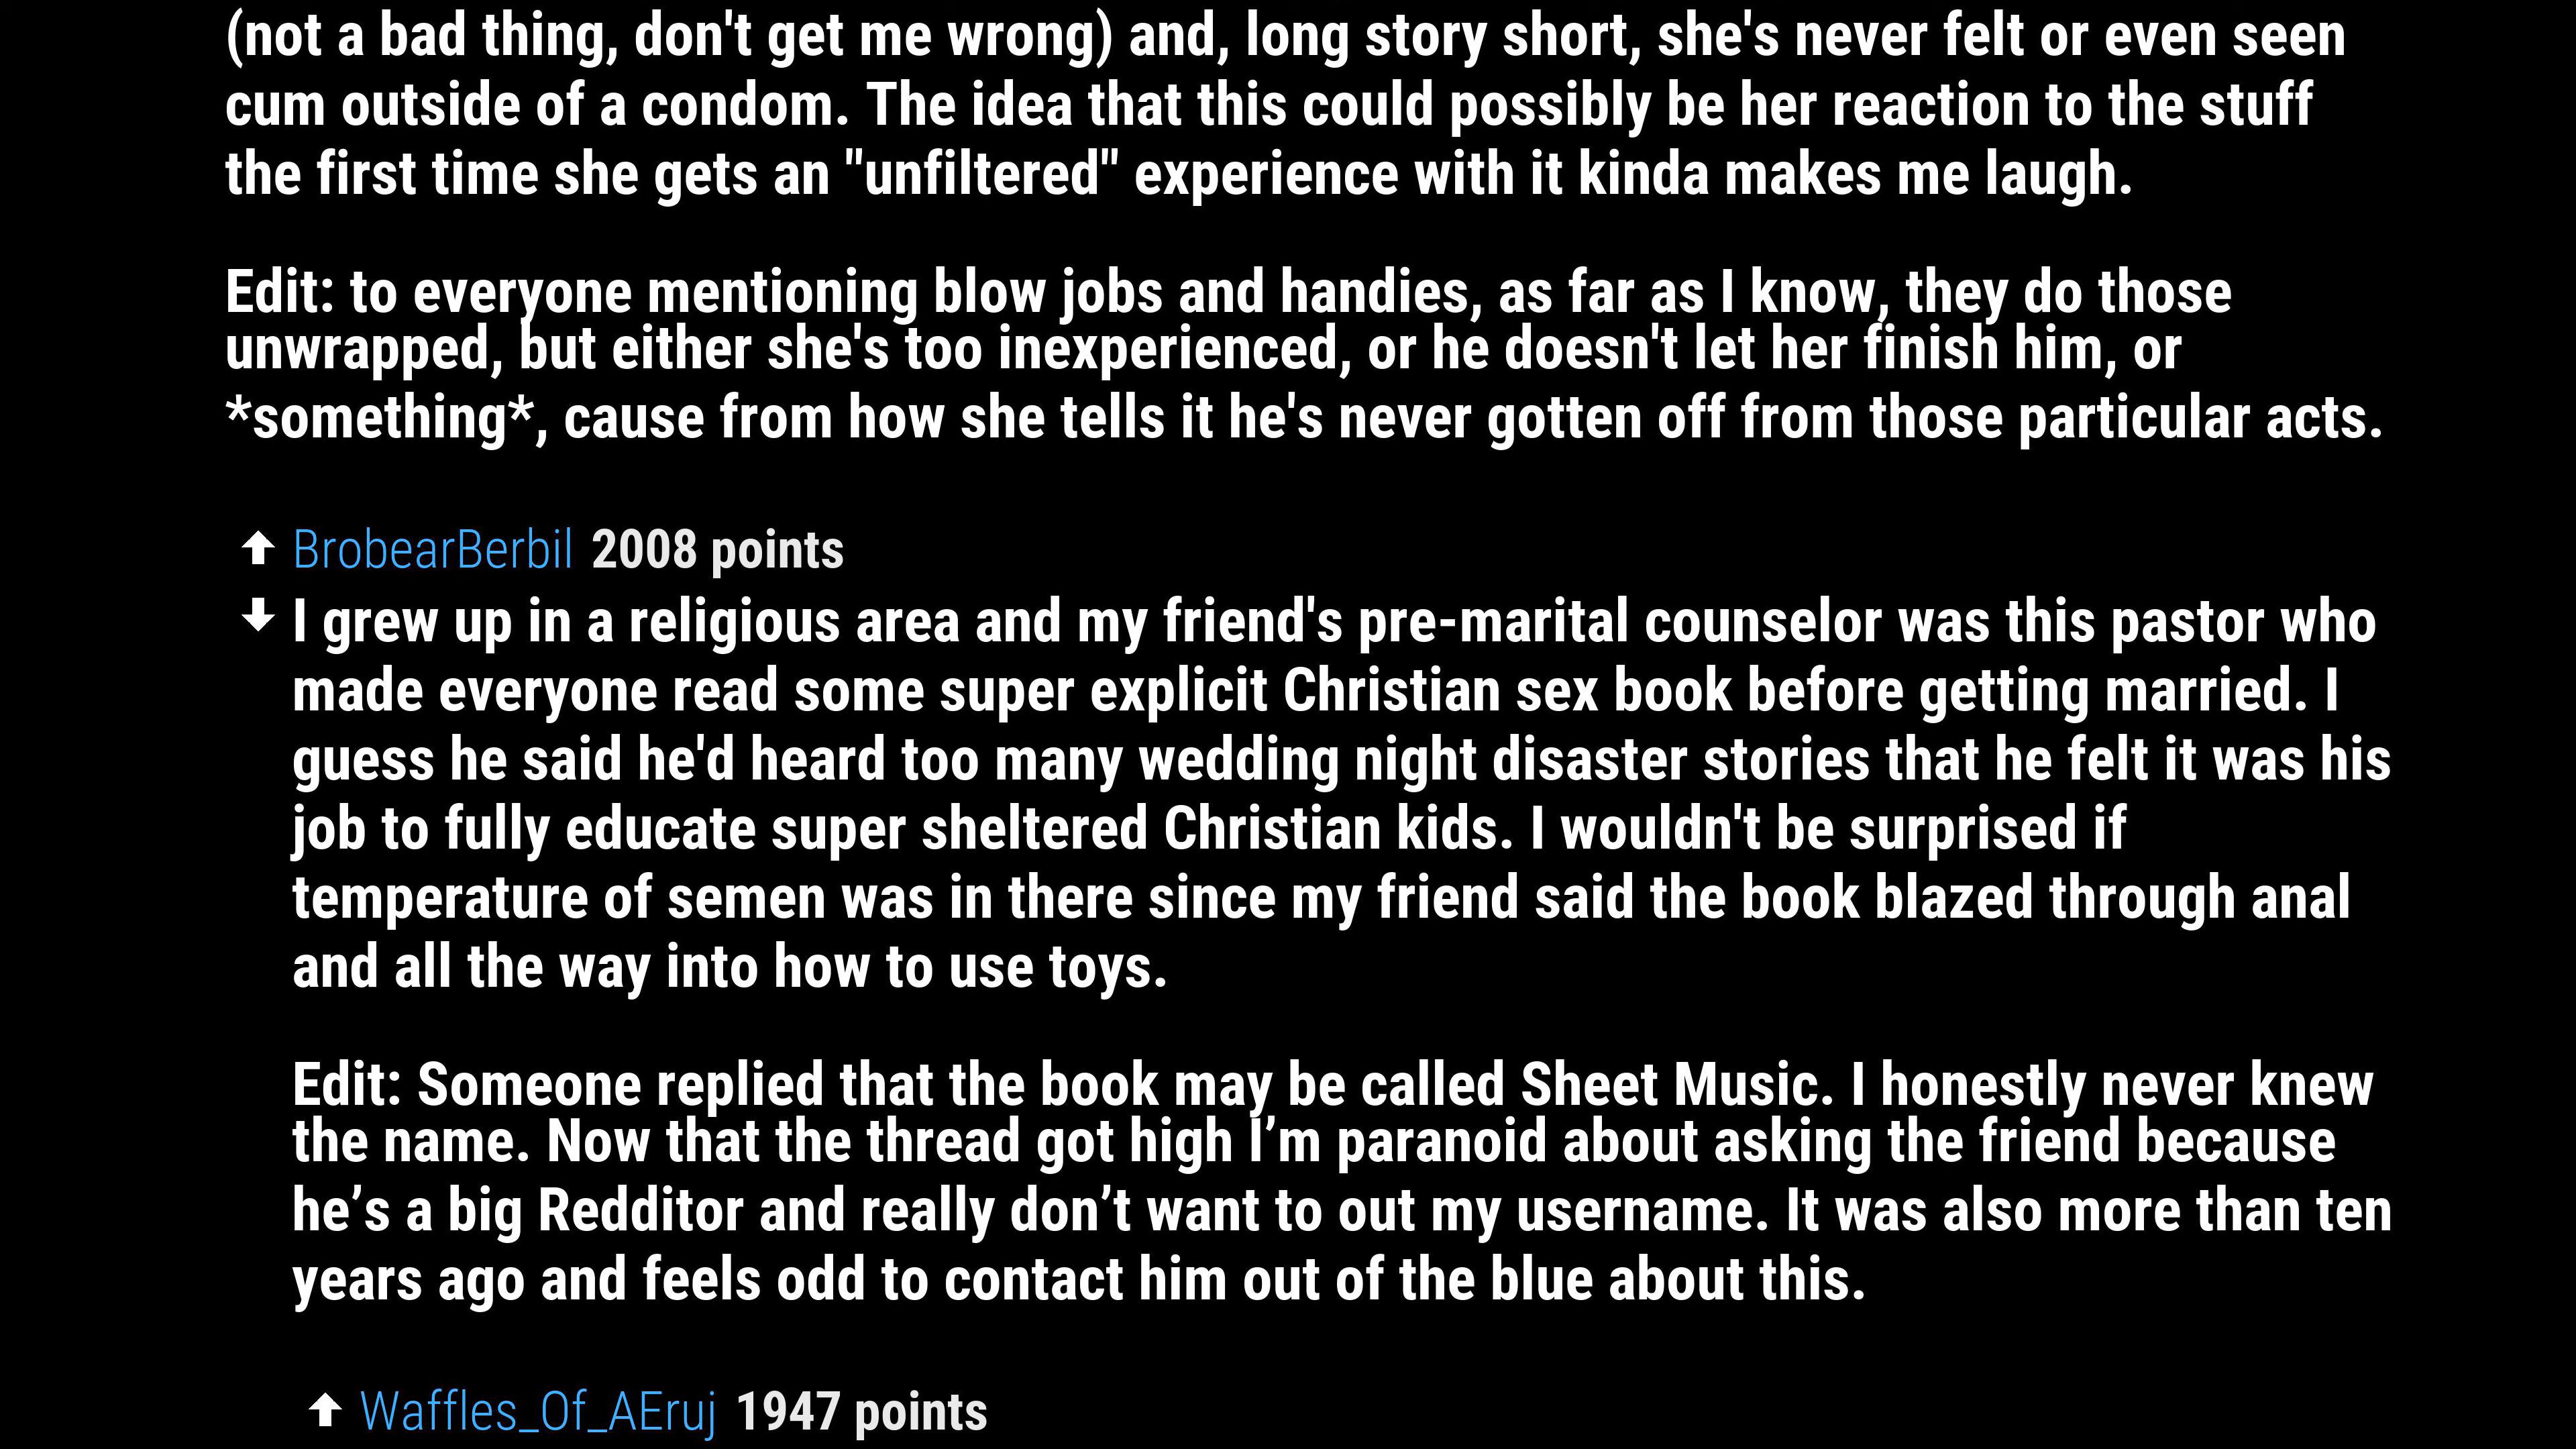 (not a bad thing, don't get me wrong) and, long story short, she's never felt or even seen
cum outside of a condom. The idea that this could possibly be her reaction to the stuff
the first time she gets an "unfiltered" experience with it kinda makes me laugh.
Edit: to everyone mentioning blow jobs and handies, as far as I know, they do those
unwrapped, but either she's too inexperienced, or he doesn't let her finish him, or
*something*, cause from how she tells it he's never gotten off from those particular acts.
BrobearBerbil 2008 points
I grew up in a religious area and my friend's pre-marital counselor was this pastor who
made everyone read some super explicit Christian sex book before getting married. I
guess he said he'd heard too many wedding night disaster stories that he felt it was his
job to fully educate super sheltered Christian kids. I wouldn't be surprised if
temperature of semen was in there since my friend said the book blazed through anal
and all the way into how to use toys.
Edit: Someone replied that the book may be called Sheet Music. I honestly never knew
the name. Now that the thread got high I’m paranoid about asking the friend because
he’s a big Redditor and really don’t want to out my username. It was also more than ten
years ago and feels odd to contact him out of the blue about this.
Waffles_Of_AEruj 1947 points